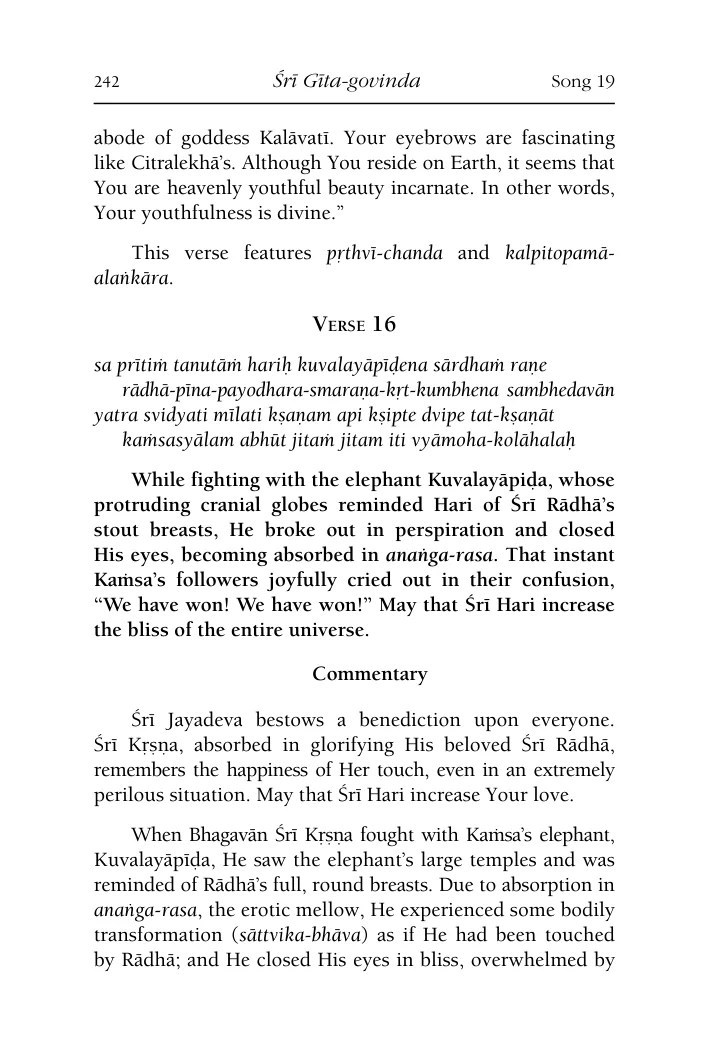 242 Śrī Gīta-govinda Song 19
abode of goddess Kalāvatī. Your eyebrows are fascinating
like Citralekhā’s. Although You reside on Earth, it seems that
You are heavenly youthful beauty incarnate. In other words,
Your youthfulness is divine.”
This verse features pṛthvī-chanda and kalpitopamā-
alaṅkāra.
Verse 16
sa prītiṁ tanutāṁ hariḥ kuvalayāpīḍena sārdhaṁ raṇe
rādhā-pīna-payodhara-smaraṇa-kṛt-kumbhena sambhedavān
yatra svidyati mīlati kṣaṇam api kṣipte dvipe tat-kṣaṇāt
kaṁsasyālam abhūt jitaṁ jitam iti vyāmoha-kolāhalaḥ
While fighting with the elephant Kuvalayāpiḍa, whose
protruding cranial globes reminded Hari of Śrī Rādhā’s
stout breasts, He broke out in perspiration and closed
His eyes, becoming absorbed in anaṅga-rasa. That instant
Kaṁsa’s followers joyfully cried out in their confusion,
“We have won! We have won!” May that Śrī Hari increase
the bliss of the entire universe.
Commentary
Śrī Jayadeva bestows a benediction upon everyone.
Śrī Kṛṣṇa, absorbed in glorifying His beloved Śrī Rādhā,
remembers the happiness of Her touch, even in an extremely
perilous situation. May that Śrī Hari increase Your love.
When Bhagavān Śrī Kṛṣṇa fought with Kaṁsa’s elephant,
Kuvalayāpīḍa, He saw the elephant’s large temples and was
reminded of Rādhā’s full, round breasts. Due to absorption in
anaṅga-rasa, the erotic mellow, He experienced some bodily
transformation (sāttvika-bhāva) as if He had been touched
by Rādhā; and He closed His eyes in bliss, overwhelmed by